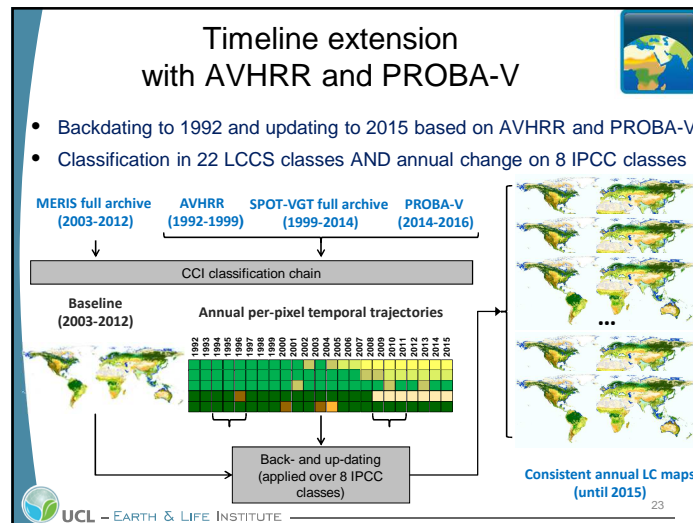 Timeline extension
with AVHRR and PROBA-V
• Backdating to 1992 and updating to 2015 based on AVHRR and PROBA-V
• Classification in 22 LCCS classes AND annual change on 8 IPCC classes
MERIS full archive
(2003-2012)
AVHRR
(1992-1999)
SPOT-VGT full archive
(1999-2014)
PROBA-V
(2014-2016)
CCI classification chain
Baseline
(2003-2012)
Annual per-pixel temporal trajectories
1992 1993 1994 1995 1996 1997 1998 1999 2000 2001 2002 2003 2004 2005 2006 2007 2008 2009 2010 2011 2012 2013 2014 2015
...
Back- and up-dating
(applied over 8 IPCC
classes)
Consistent annual LC maps
(until 2015)
23
UCL – EARTH & LIFE INSTITUTE